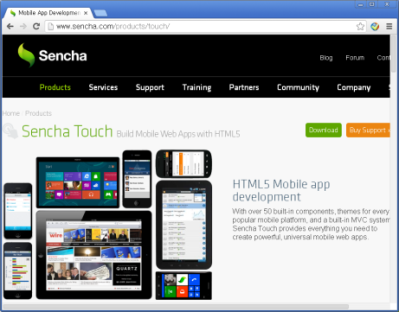 Mobile App Developmen
www.sencha.com/products/touch/
Sencha
Blog Forum Cont
Products Services Support Training Partners Community Company S
Home Products
Sencha Touch Build Mobile Web Apps with HTML5
Download Buy Support
HTML5 Mobile app
development
With over 50 built-in components, themes for every
popular mobile platform, and a built-in MVC system
Sencha Touch provides everything you need to
create powerful, universal mobile web apps.
QUARTZ